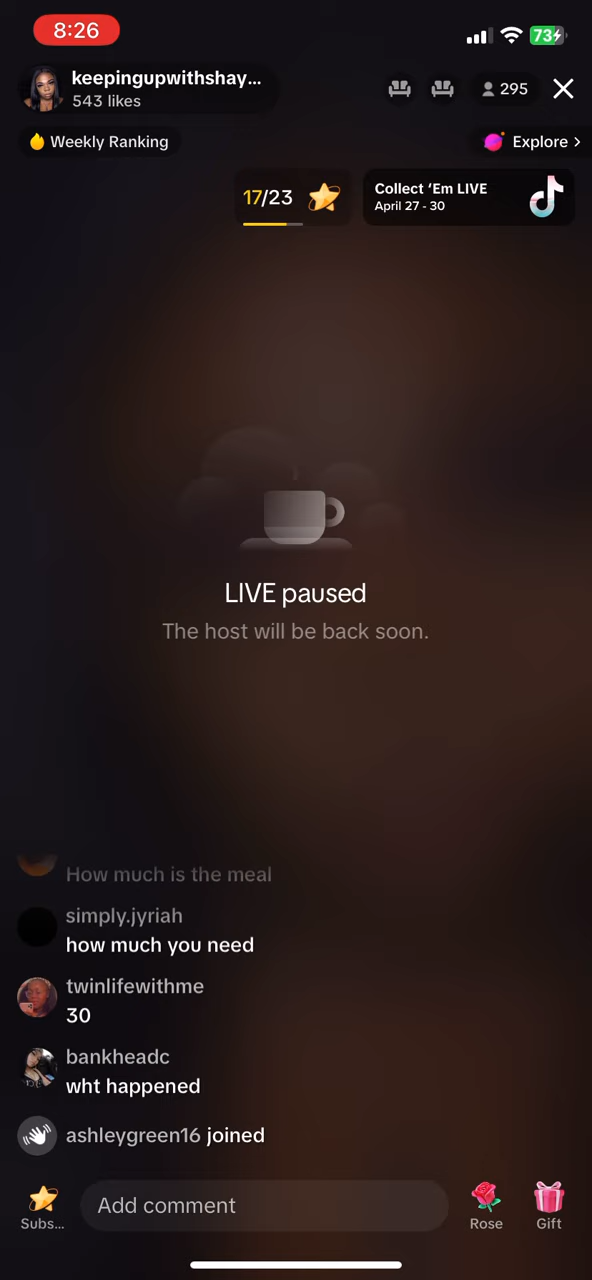 8:26
73
keepingupwithshay...
543 likes
295
Weekly Ranking
Explore >
17/23
Collect ‘Em LIVE
April 27 - 30
LIVE paused
The host will be back soon.
How much is the meal
simply.jyriah
how much you need
twinlifewithme
30
bankheadc
wht happened
ashleygreen16 joined
Add comment
Subs...
Rose
Gift